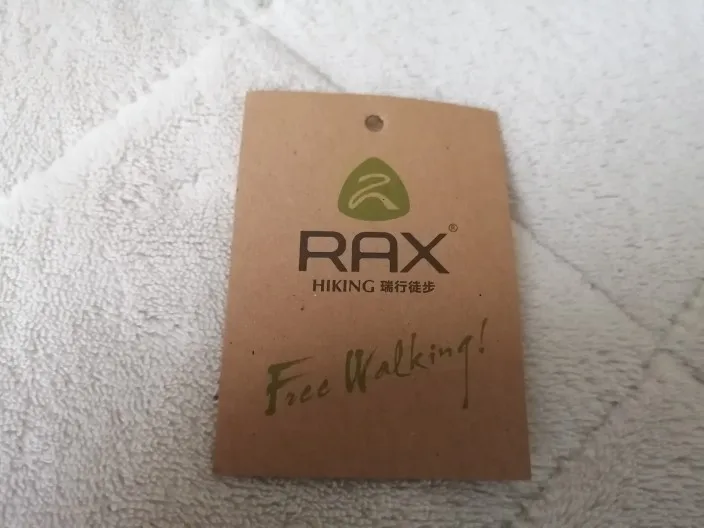 RAX®
HIKING 瑞行徒步
Free Walking!